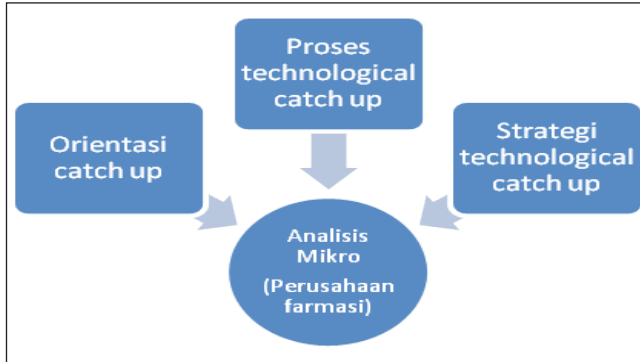 Proses
technological
catch up
Orientasi
catch up
Strategi
technological
catch up
Analisis
Mikro
(Perusahaan
farmasi)